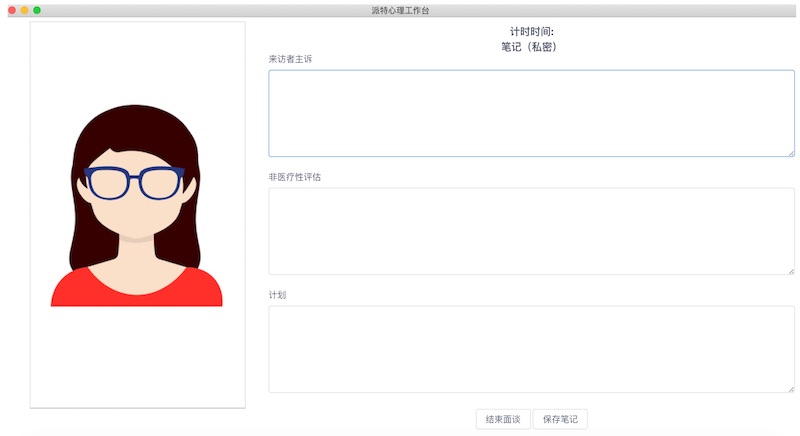 派特心理工作台
计时时间:
笔记（私密）
来访者主诉
非医疗性评估
计划
结束面谈
保存笔记